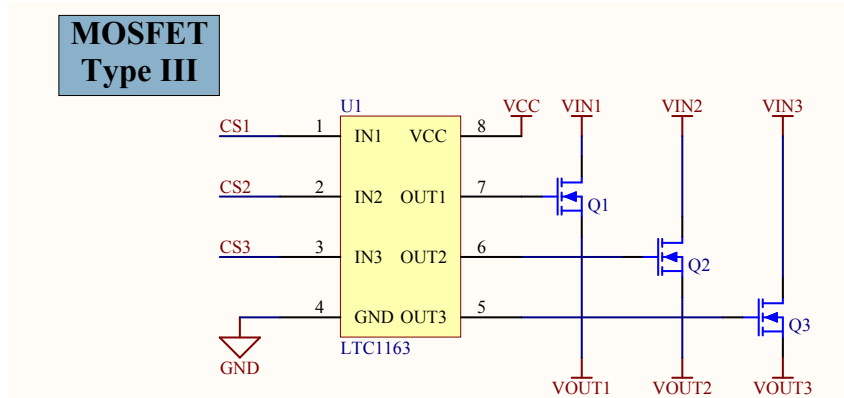 MOSFET
Type III
U1 VCC VIN1 VIN2 VIN3
CS1 1 IN1 VCC 8
CS2 2 IN2 OUT1 7 Q1
CS3 3 IN3 OUT2 6 Q2
4 GND OUT3 5 Q3
LTC1163
GND
VOUT1 VOUT2 VOUT3